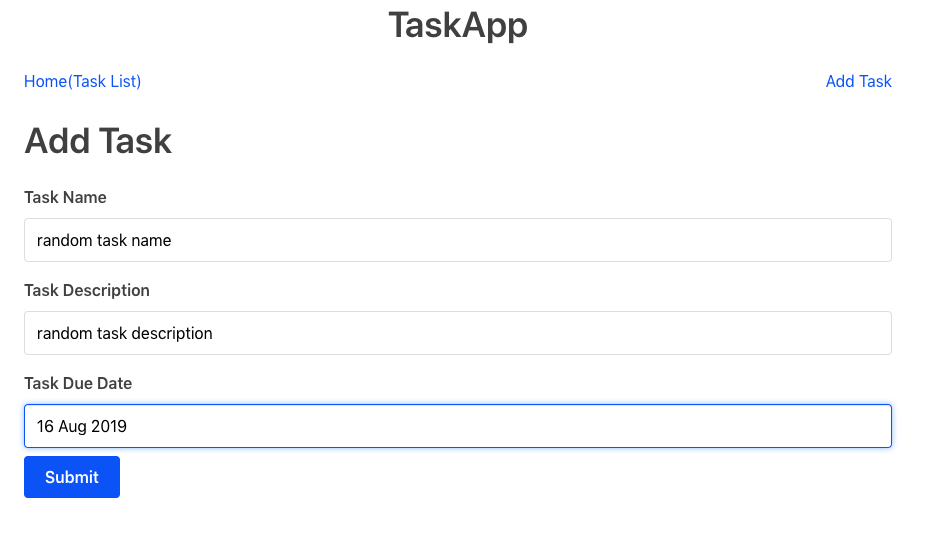 TaskApp
Home(Task List) Add Task
Add Task
Task Name
random task name
Task Description
random task description
Task Due Date
16 Aug 2019
Submit